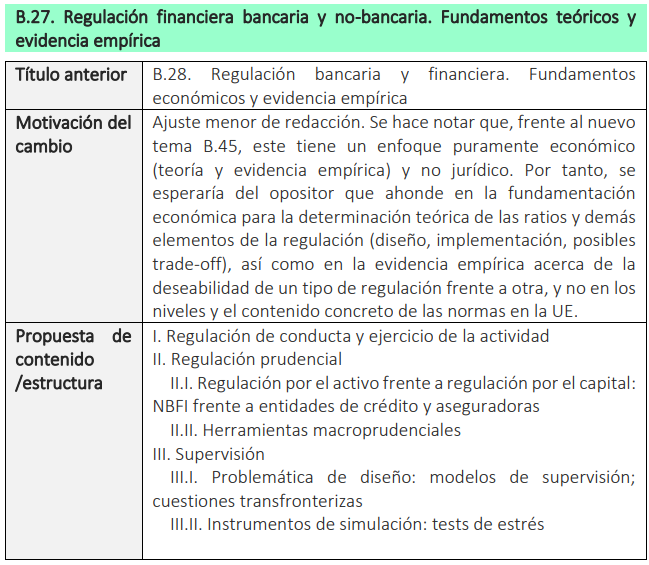 B.27. Regulación financiera bancaria y no-bancaria. Fundamentos teóricos y
evidencia empírica
Título anterior
B.28. Regulación bancaria y financiera. Fundamentos
económicos y evidencia empírica
Motivación del
cambio
Ajuste menor de redacción. Se hace notar que, frente al nuevo
tema B.45, este tiene un enfoque puramente económico
(teoría y evidencia empírica) y no jurídico. Por tanto, se
esperaría del opositor que ahonde en la fundamentación
económica para la determinación teórica de las ratios y demás
elementos de la regulación (diseño, implementación, posibles
trade-off), así como en la evidencia empírica acerca de la
deseabilidad de un tipo de regulación frente a otra, y no en los
niveles y el contenido concreto de las normas en la UE.
Propuesta de
contenido
/estructura
I. Regulación de conducta y ejercicio de la actividad
II. Regulación prudencial
II.I. Regulación por el activo frente a regulación por el capital:
NBFI frente a entidades de crédito y aseguradoras
II.II. Herramientas macroprudenciales
III. Supervisión
III.I. Problemática de diseño: modelos de supervisión;
cuestiones transfronterizas
III.II. Instrumentos de simulación: tests de estrés